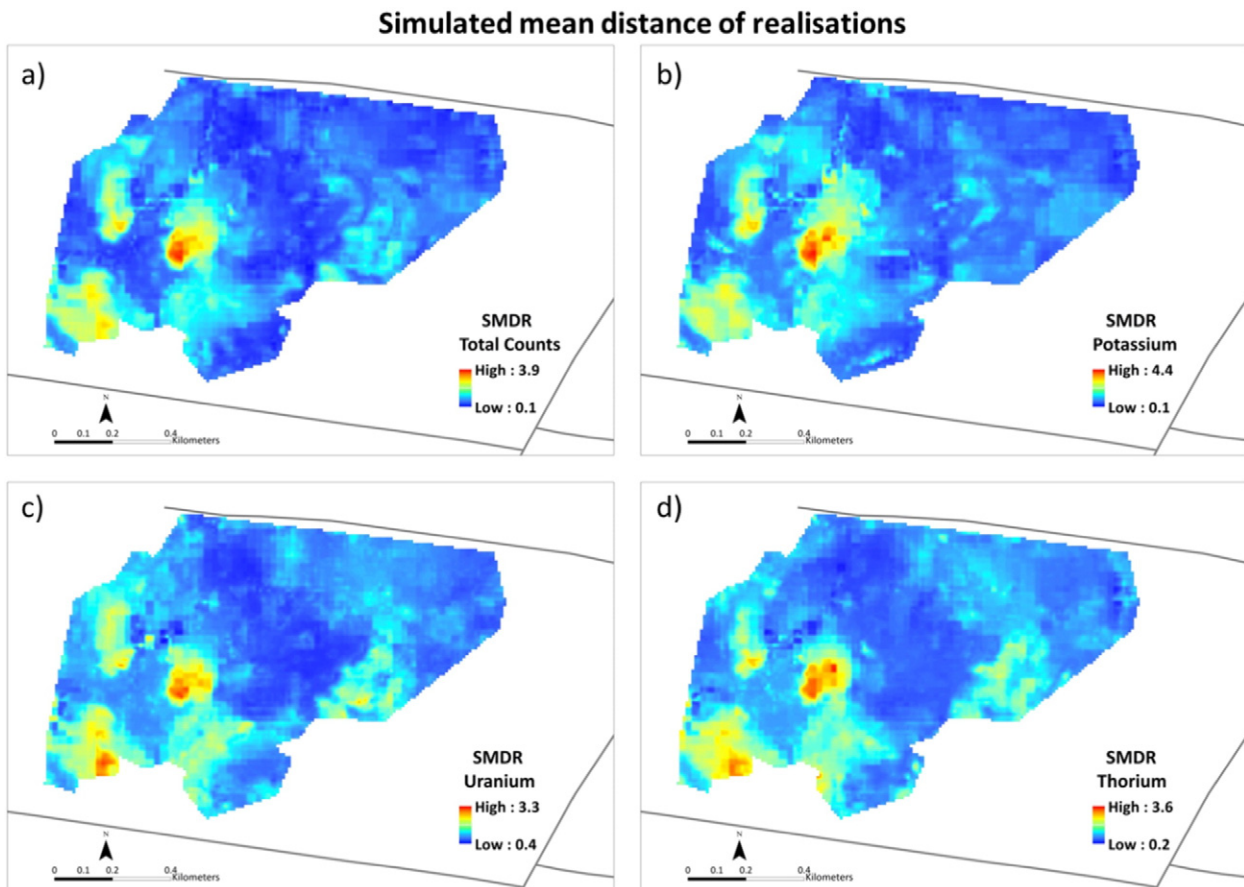 Simulated mean distance of realisations
a)
SMDR
Total Counts
High : 3.9
Low : 0.1
N
0 0.1 0.2 0.4
Kilometers
b)
SMDR
Potassium
High : 4.4
Low : 0.1
N
0 0.1 0.2 0.4
Kilometers
c)
SMDR
Uranium
High : 3.3
Low : 0.4
N
0 0.1 0.2 0.4
Kilometers
d)
SMDR
Thorium
High : 3.6
Low : 0.2
N
0 0.1 0.2 0.4
Kilometers